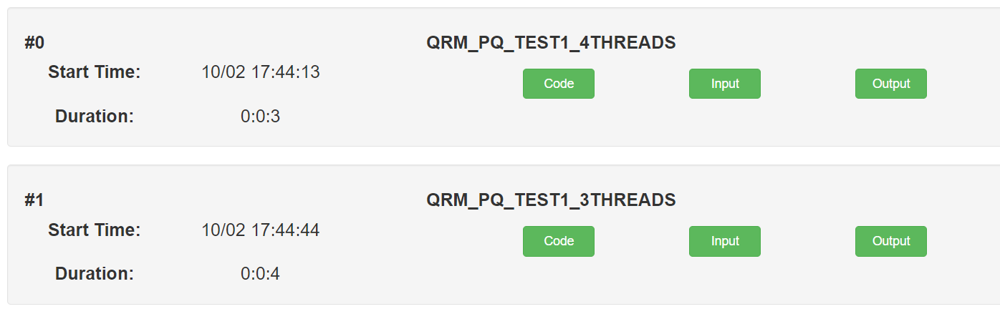 #0 QRM_PQ_TEST1_4THREADS
Start Time: 10/02 17:44:13 Code Input Output
Duration: 0:0:3
#1 QRM_PQ_TEST1_3THREADS
Start Time: 10/02 17:44:44 Code Input Output
Duration: 0:0:4